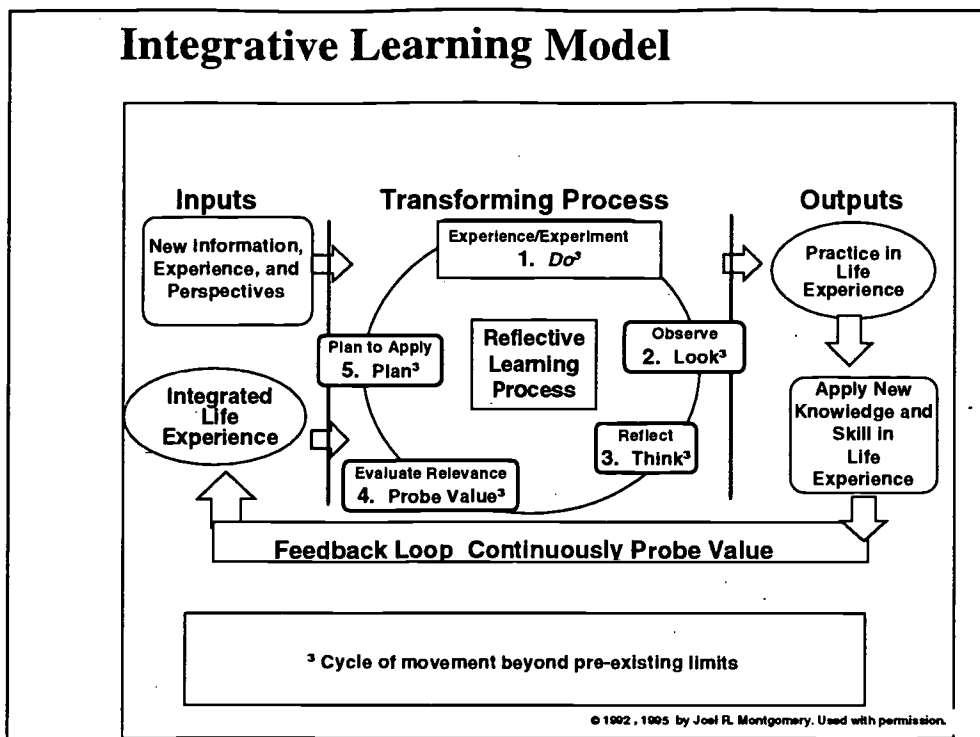 Integrative Learning Model
Inputs
Transforming Process
Outputs
New Information,
Experience, and
Perspectives
Integrated
Life
Experience
Experience/Experiment
1. Do³
Observe
2. Look³
Reflect
3. Think³
Evaluate Relevance
4. Probe Value³
Plan to Apply
5. Plan³
Reflective
Learning
Process
Practice in
Life
Experience
Apply New
Knowledge and
Skill in
Life
Experience
Feedback Loop Continuously Probe Value
³ Cycle of movement beyond pre-existing limits
© 1992, 1995 by Joel R. Montgomery. Used with permission.